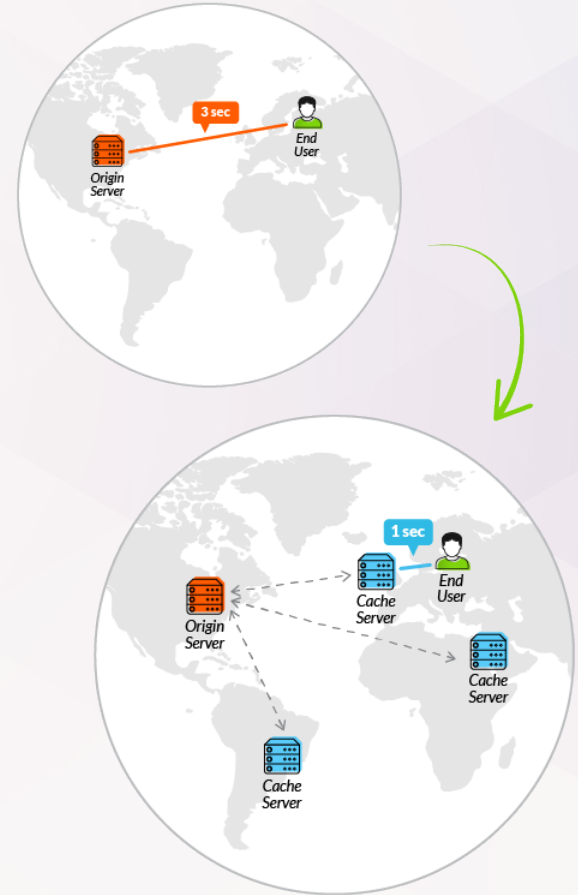 3 sec
End
User
Origin
Server
1 sec
End
User
Cache
Server
Origin
Server
Cache
Server
Cache
Server